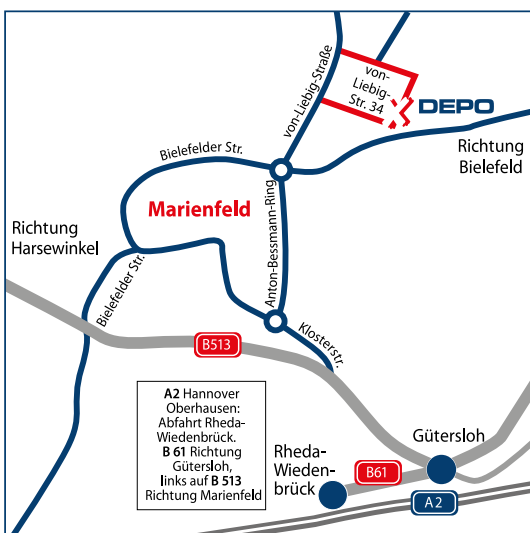 von-Liebig-Straße
von-
Liebig-
Str. 34
DEPO
Bielefelder Str.
Richtung
Bielefeld
Marienfeld
Anton-Bessmann-Ring
Richtung
Harsewinkel
Bielefelder Str.
Klosterstr.
B513
A2 Hannover
Oberhausen:
Abfahrt Rheda-
Wiedenbrück.
B 61 Richtung
Gütersloh,
links auf B 513
Richtung Marienfeld
Gütersloh
Rheda-
Wieden-
brück
B61
A2